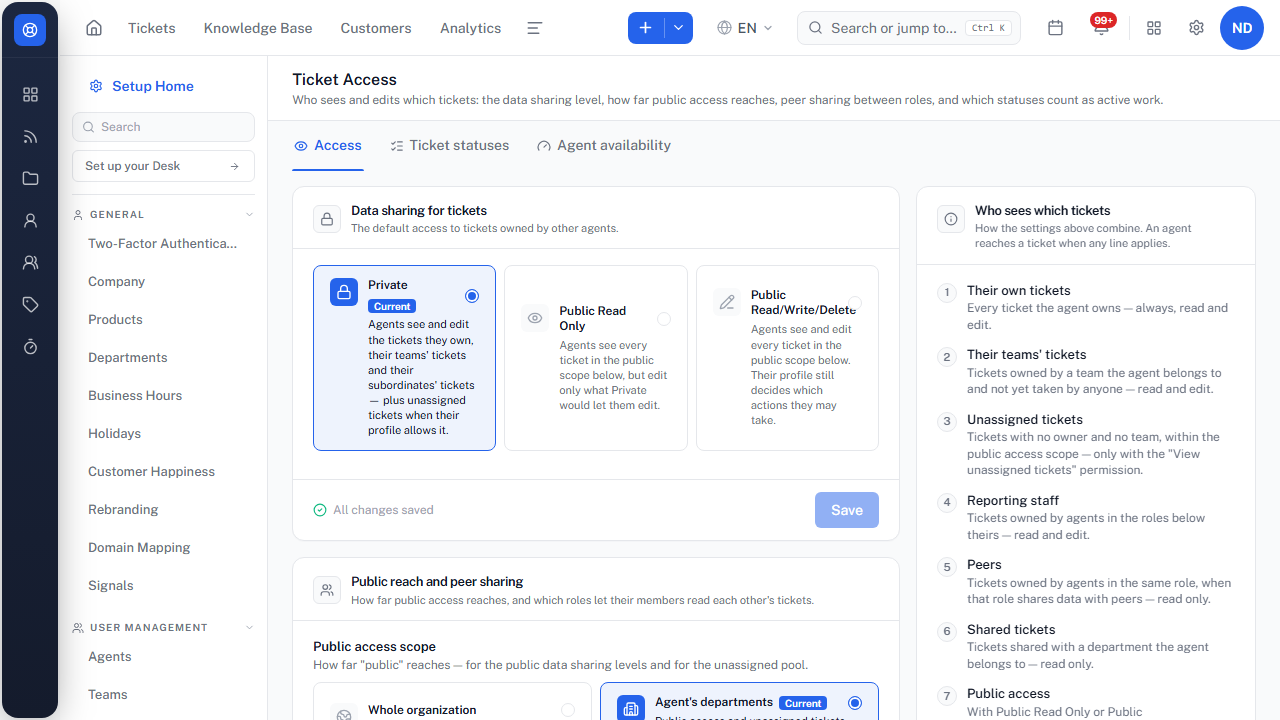 Tickets
Knowledge Base
Customers
Analytics
EN
Search or jump to...
Ctrl K
99+
ND
Setup Home
Search
Set up your Desk
GENERAL
Two-Factor Authentica...
Company
Products
Departments
Business Hours
Holidays
Customer Happiness
Rebranding
Domain Mapping
Signals
USER MANAGEMENT
Agents
Teams
Ticket Access
Who sees and edits which tickets: the data sharing level, how far public access reaches, peer sharing between roles, and which statuses count as active work.
Access
Ticket statuses
Agent availability
Data sharing for tickets
The default access to tickets owned by other agents.
Private
Current
Agents see and edit
the tickets they own,
their teams' tickets
and their
subordinates' tickets
— plus unassigned
tickets when their
profile allows it.
Public Read
Only
Agents see every
ticket in the public
scope below, but edit
only what Private
would let them edit.
Public
Read/Write/Delete
Agents see and edit
every ticket in the
public scope below.
Their profile still
decides which
actions they may
take.
All changes saved
Save
Public reach and peer sharing
How far public access reaches, and which roles let their members read each other's tickets.
Public access scope
How far "public" reaches — for the public data sharing levels and for the unassigned pool.
Whole organization
Agent's departments
Current
Who sees which tickets
How the settings above combine. An agent
reaches a ticket when any line applies.
1
Their own tickets
Every ticket the agent owns — always, read and
edit.
2
Their teams' tickets
Tickets owned by a team the agent belongs to
and not yet taken by anyone — read and edit.
3
Unassigned tickets
Tickets with no owner and no team, within the
public access scope — only with the "View
unassigned tickets" permission.
4
Reporting staff
Tickets owned by agents in the roles below
theirs — read and edit.
5
Peers
Tickets owned by agents in the same role, when
that role shares data with peers — read only.
6
Shared tickets
Tickets shared with a department the agent
belongs to — read only.
7
Public access
With Public Read Only or Public